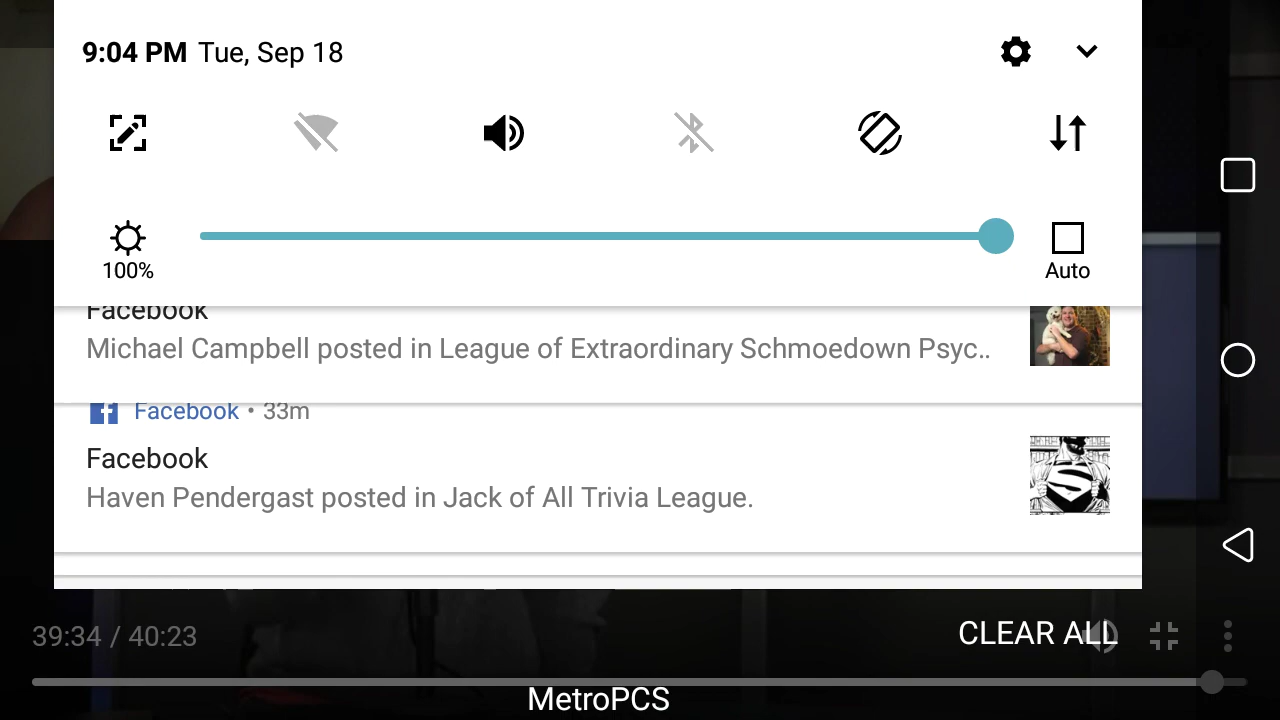 9:04 PM Tue, Sep 18
100%
Auto
Facebook
Michael Campbell posted in League of Extraordinary Schmoedown Psyc..
Facebook • 33m
Facebook
Haven Pendergast posted in Jack of All Trivia League.
39:34 / 40:23
CLEAR ALL
MetroPCS